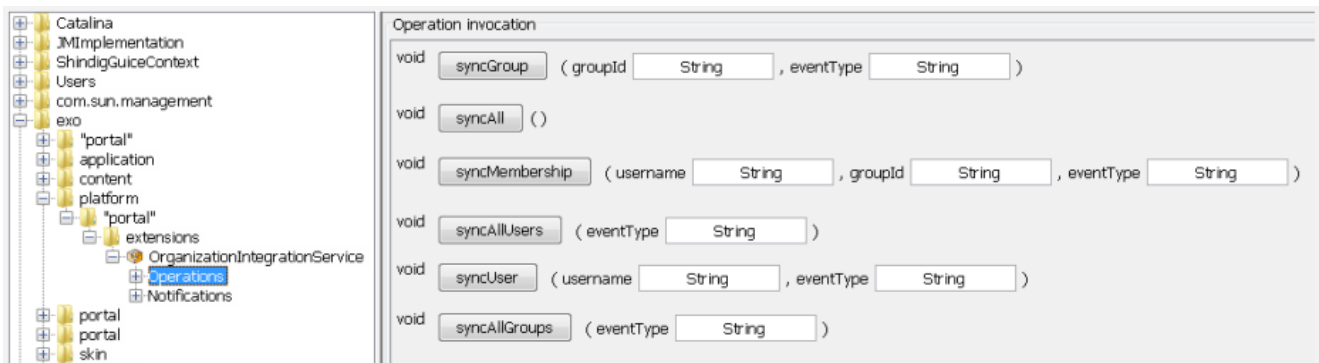 Catalina
JMImplementation
ShindigGuiceContext
Users
com.sun.management
exo
"portal"
application
content
platform
"portal"
extensions
OrganizationIntegrationService
Operations
Notifications
portal
portal
skin
Operation invocation
void syncGroup ( groupId String , eventType String )
void syncAll ()
void syncMembership ( username String , groupId String , eventType String )
void syncAllUsers ( eventType String )
void syncUser ( username String , eventType String )
void syncAllGroups ( eventType String )